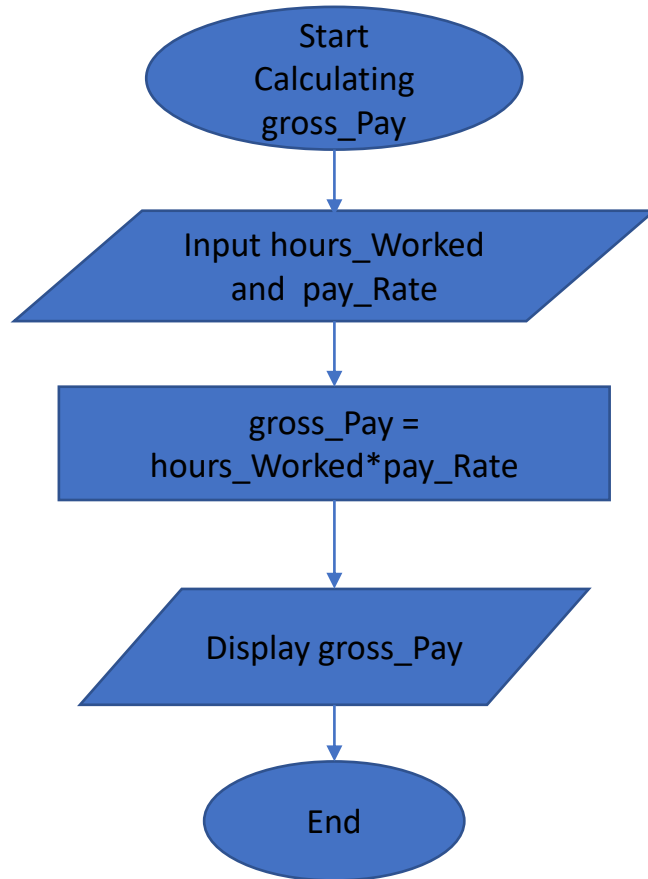 Start
Calculating
gross_Pay
Input hours_Worked
and pay_Rate
gross_Pay =
hours_Worked*pay_Rate
Display gross_Pay
End